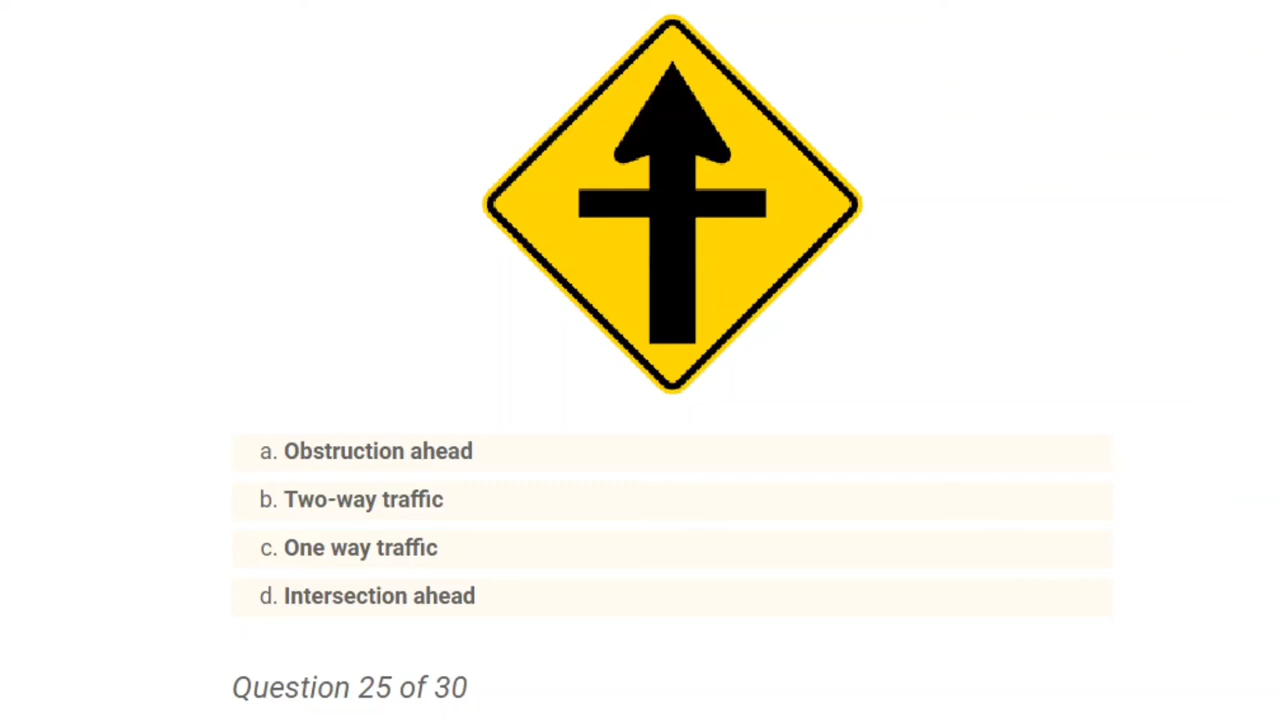 a. Obstruction ahead
b. Two-way traffic
c. One way traffic
d. Intersection ahead
Question 25 of 30